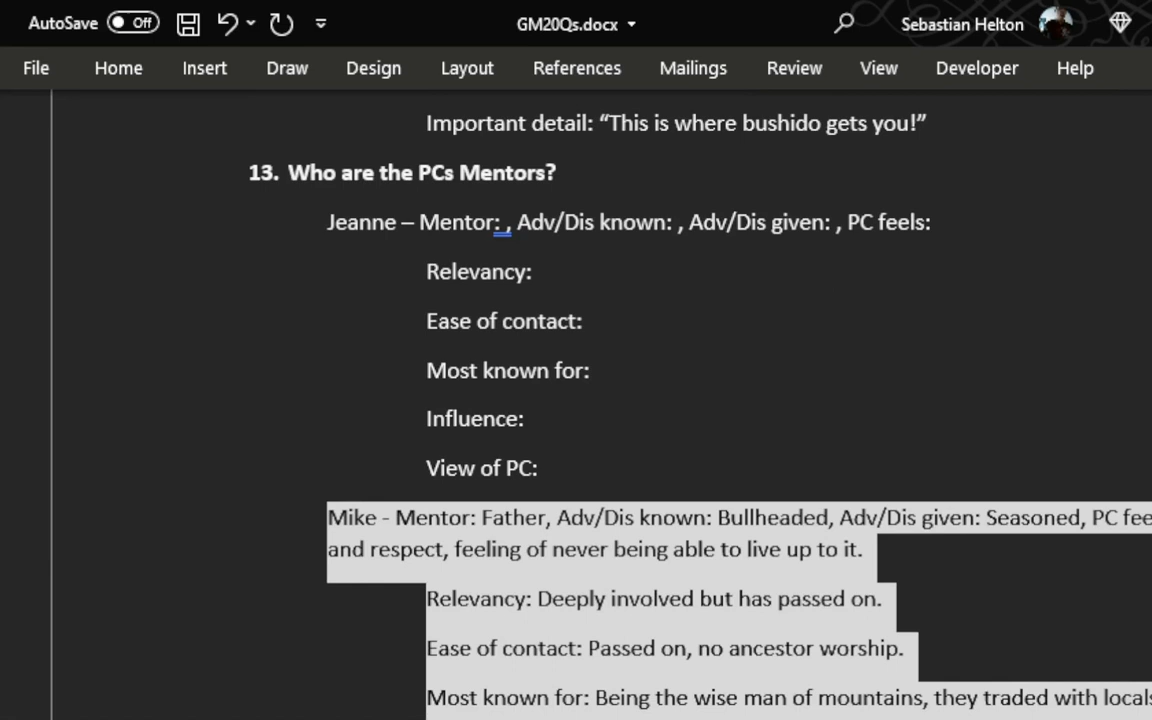 AutoSave Off GM20Qs.docx Sebastian Helton
File Home Insert Draw Design Layout References Mailings Review View Developer Help
Important detail: “This is where bushido gets you!”
13. Who are the PCs Mentors?
Jeanne – Mentor: , Adv/Dis known: , Adv/Dis given: , PC feels:
Relevancy:
Ease of contact:
Most known for:
Influence:
View of PC:
Mike - Mentor: Father, Adv/Dis known: Bullheaded, Adv/Dis given: Seasoned, PC fee
and respect, feeling of never being able to live up to it.
Relevancy: Deeply involved but has passed on.
Ease of contact: Passed on, no ancestor worship.
Most known for: Being the wise man of mountains, they traded with locals